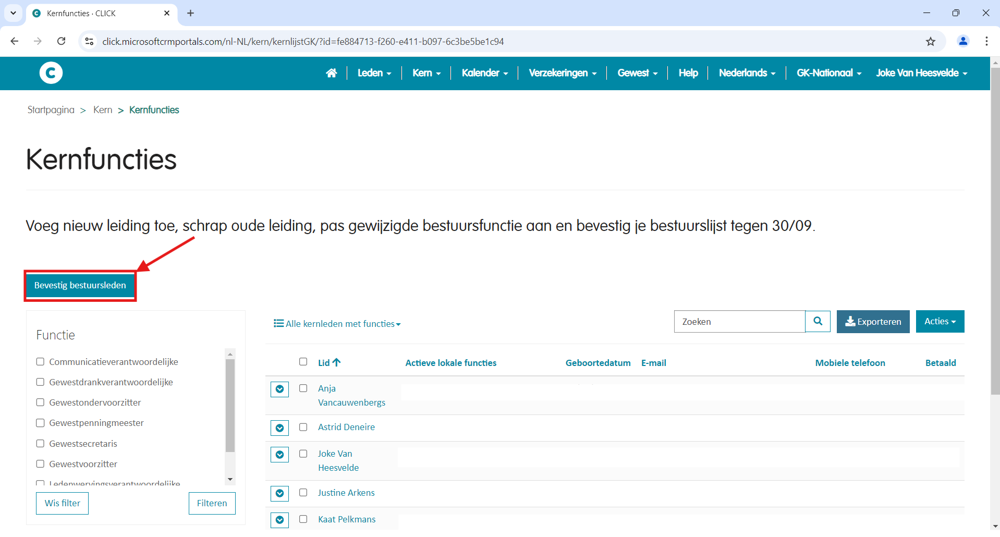 Kernfuncties · CLICK
click.microsoftcrmportals.com/nl-NL/kern/kernlijstGK/?id=fe884713-f260-e411-b097-6c3be5be1c94
C
Leden
Kern
Kalender
Verzekeringen
Gewest
Help
Nederlands
GK-Nationaal
Joke Van Heesvelde
Startpagina > Kern > Kernfuncties
Kernfuncties
Voeg nieuw leiding toe, schrap oude leiding, pas gewijzigde bestuursfunctie aan en bevestig je bestuurslijst tegen 30/09.
Bevestig bestuursleden
Functie
Communicatieverantwoordelijke
Gewestdrankverantwoordelijke
Gewestondervoorzitter
Gewestpenningmeester
Gewestsecretaris
Gewestvoorzitter
Ledenwervingsverantwoordelijke
Wis filter
Filteren
Alle kernleden met functies
Zoeken
Exporteren
Acties
Lid
Actieve lokale functies
Geboortedatum
E-mail
Mobiele telefoon
Betaald
Anja
Vancauwenbergs
Astrid Deneire
Joke Van
Heesvelde
Justine Arkens
Kaat Pelkmans